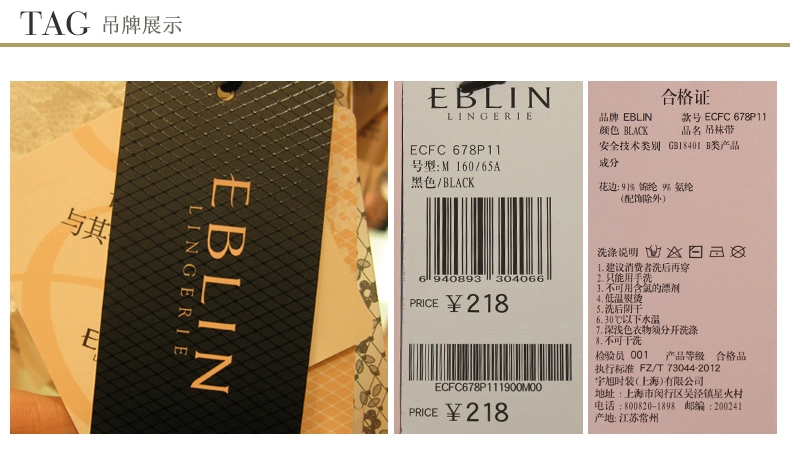 TAG 吊牌展示
与其
EBLIN
LINGERIE
EBLIN
LINGERIE
ECFC 678P11
号型:M 160/65A
黑色/BLACK
6 940893 304066
PRICE ¥218
ECFC678P111900M00
PRICE ¥218
合格证
品牌 EBLIN 款号 ECFC 678P11
颜色 BLACK 品名 吊袜带
安全技术类别 GB18401 B类产品
成分
花边:91% 锦纶 9% 氨纶
(配饰除外)
洗涤说明
1.建议消费者洗后再穿
2.只能用手洗
3.不可用含氯的漂剂
4.低温熨烫
5.洗后阴干
6.30℃以下水温
7.深浅色衣物须分开洗涤
8.不可干洗
检验员 001 产品等级 合格品
执行标准 FZ/T 73044-2012
宇旭时装(上海)有限公司
地址：上海市闵行区吴泾镇星火村
电话：800820-1898 邮编：200241
产地:江苏常州